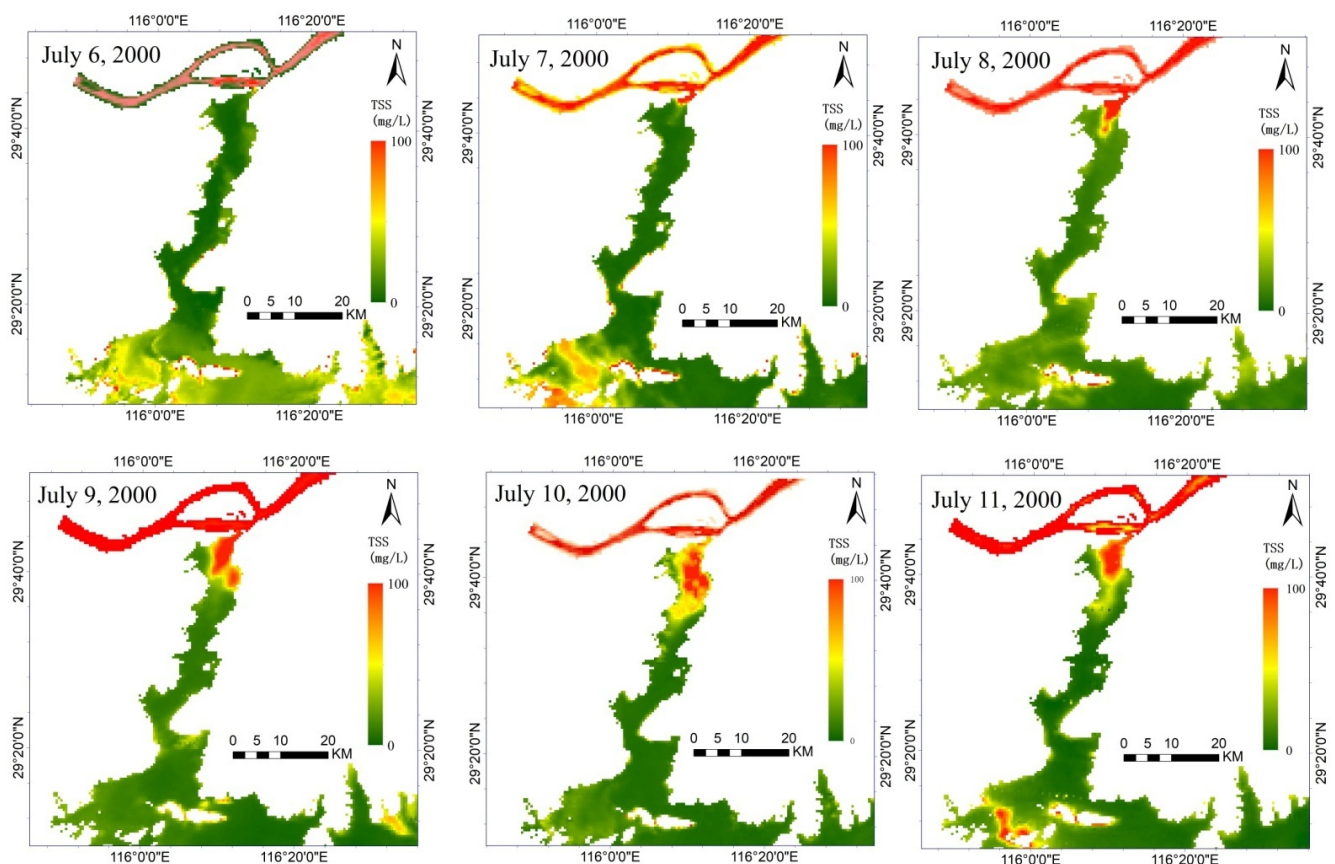 116°0'0"E 116°20'0"E
July 6, 2000
N
TSS
(mg/L)
100
0
29°40'0"N 29°40'0"N
29°20'0"N 29°20'0"N
0 5 10 20
KM
116°0'0"E 116°20'0"E
116°0'0"E 116°20'0"E
July 7, 2000
N
TSS
(mg/L)
100
0
29°40'0"N 29°40'0"N
29°20'0"N 29°20'0"N
0 5 10 20
KM
116°0'0"E 116°20'0"E
116°0'0"E 116°20'0"E
July 8, 2000
N
TSS
(mg/L)
100
0
29°40'0"N 29°40'0"N
29°20'0"N 29°20'0"N
0 5 10 20
KM
116°0'0"E 116°20'0"E
116°0'0"E 116°20'0"E
July 9, 2000
N
TSS
(mg/L)
100
0
29°40'0"N 29°40'0"N
29°20'0"N 29°20'0"N
0 5 10 20
KM
116°0'0"E 116°20'0"E
116°0'0"E 116°20'0"E
July 10, 2000
N
TSS
(mg/L)
100
0
29°40'0"N 29°40'0"N
29°20'0"N 29°20'0"N
0 5 10 20
KM
116°0'0"E 116°20'0"E
116°0'0"E 116°20'0"E
July 11, 2000
N
TSS
(mg/L)
100
0
29°40'0"N 29°40'0"N
29°20'0"N 29°20'0"N
0 5 10 20
KM
116°0'0"E 116°20'0"E